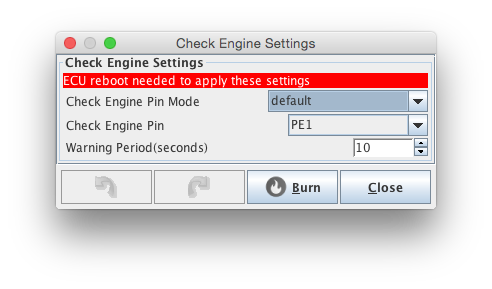 Check Engine Settings
Check Engine Settings
ECU reboot needed to apply these settings
Check Engine Pin Mode default
Check Engine Pin PE1
Warning Period(seconds) 10
Burn Close